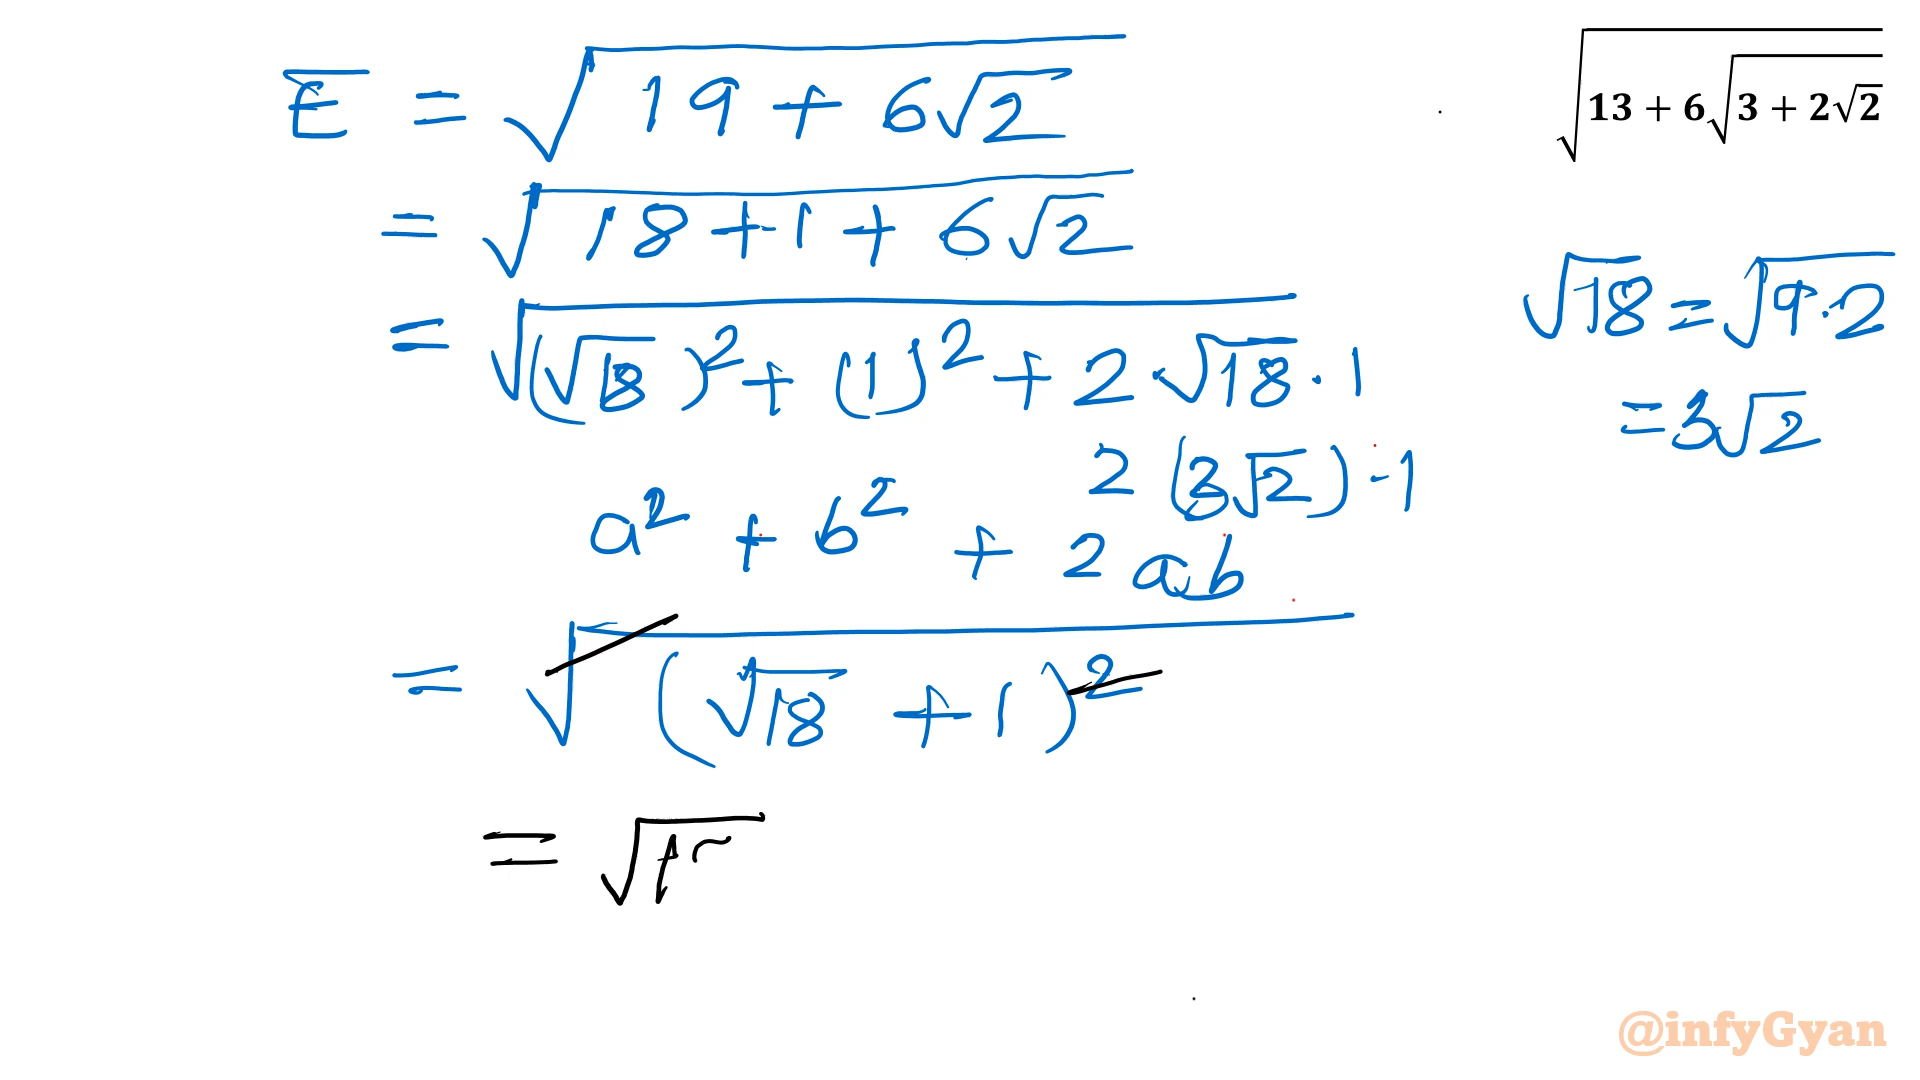 E = √(19 + 6√2)
√(13 + 6√(3 + 2√2))
= √(18 + 1 + 6√2)
= √((√18)² + (1)² + 2·√18·1
√18 = √(9·2)
= 3√2
2(3√2)·1
a² + b² + 2ab
= √((√18 + 1)²)
= √1
@infyGyan